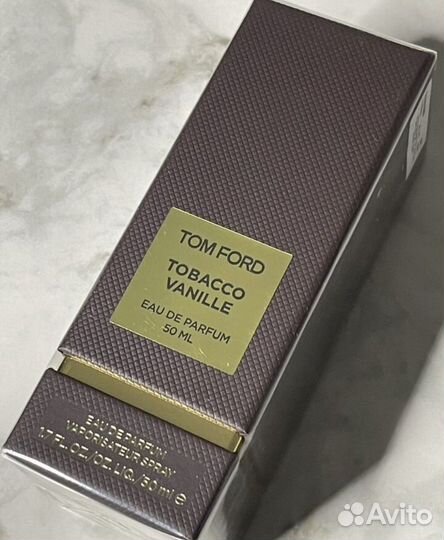 TOM FORD
TOBACCO
VANILLE
EAU DE PARFUM
50 ML
EAU DE PARFUM
VAPORISATEUR SPRAY
1.7 FL.OZ/OZ.LIQ./50 ml e
Avito